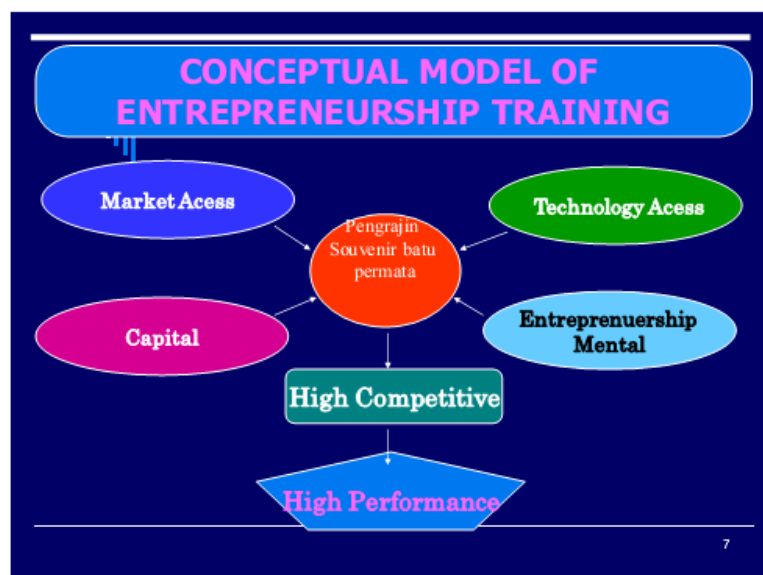 CONCEPTUAL MODEL OF
ENTREPRENEURSHIP TRAINING
Market Acess
Technology Acess
Pengrajin
Souvenir batu
permata
Capital
Entreprenuership
Mental
High Competitive
High Performance
7